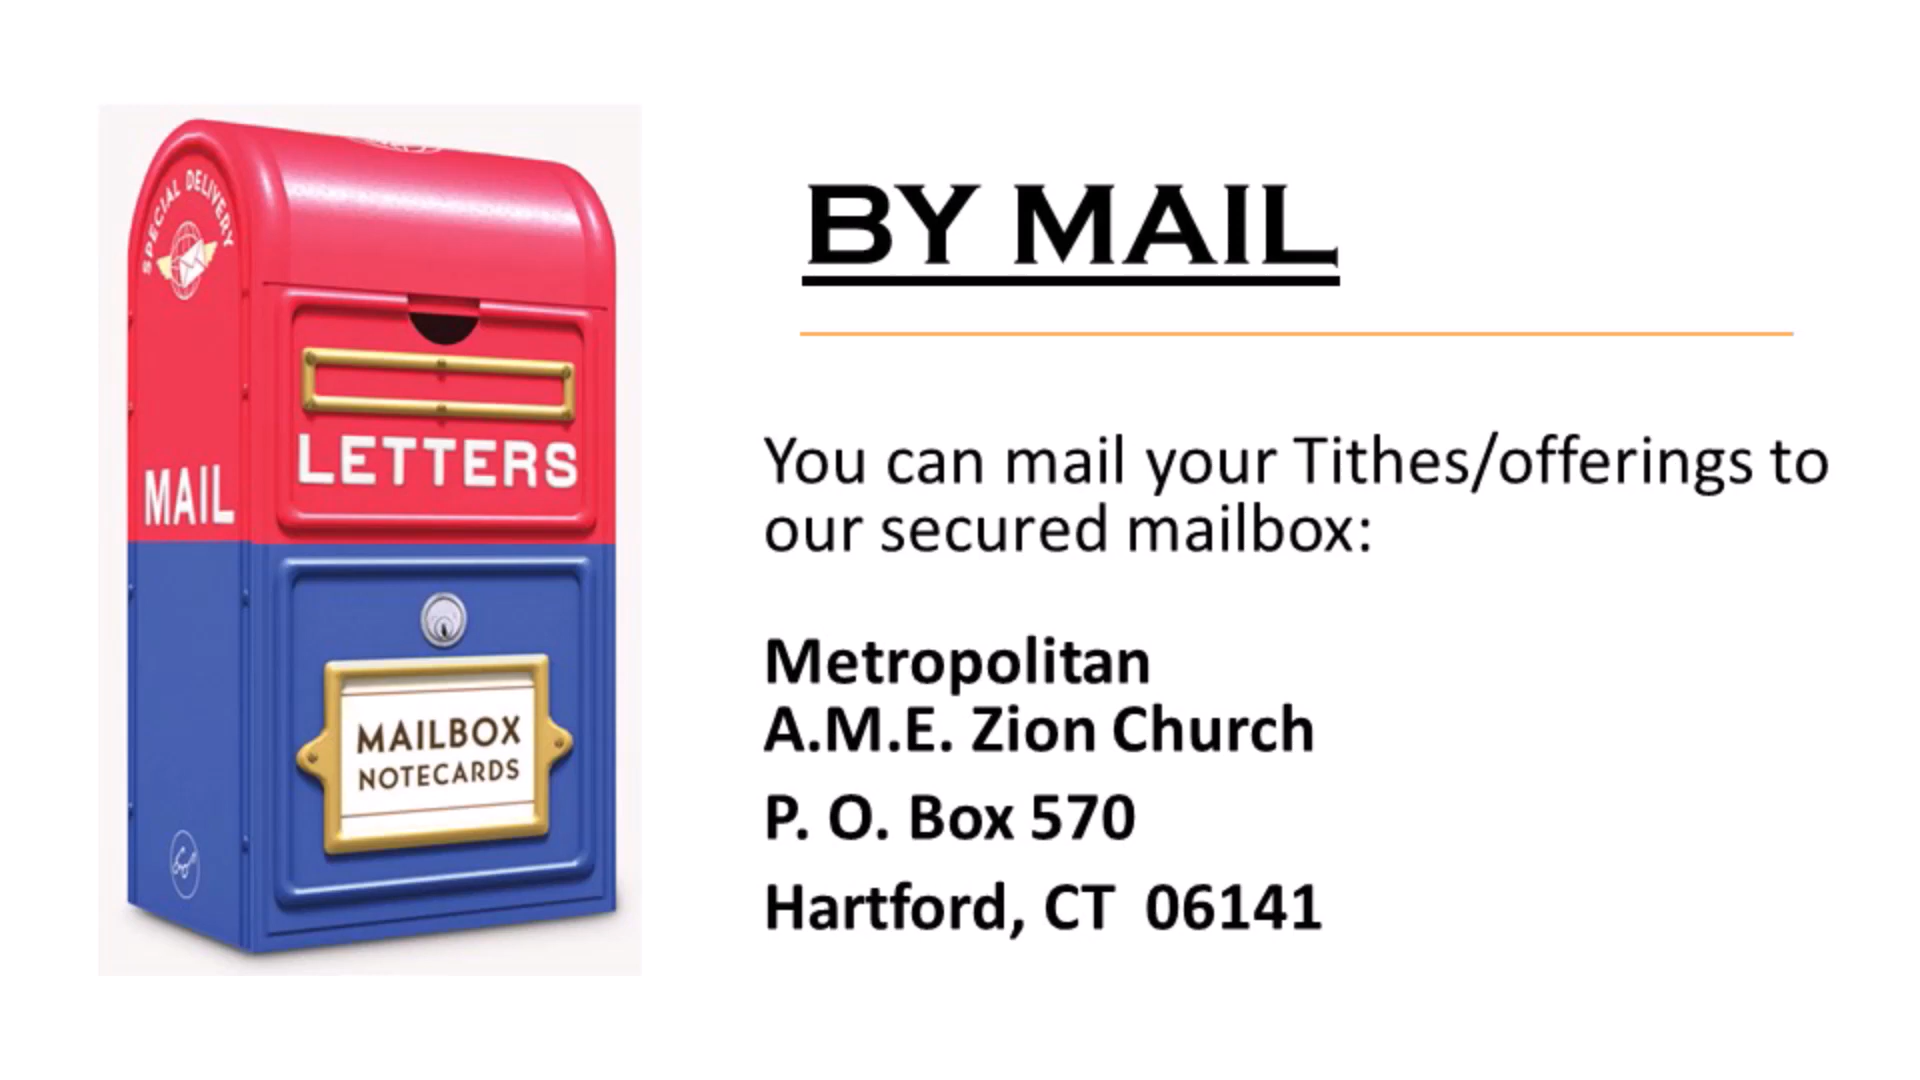 SPECIAL DELIVERY
MAIL
LETTERS
MAILBOX
NOTECARDS
BY MAIL
You can mail your Tithes/offerings to
our secured mailbox:
Metropolitan
A.M.E. Zion Church
P. O. Box 570
Hartford, CT 06141